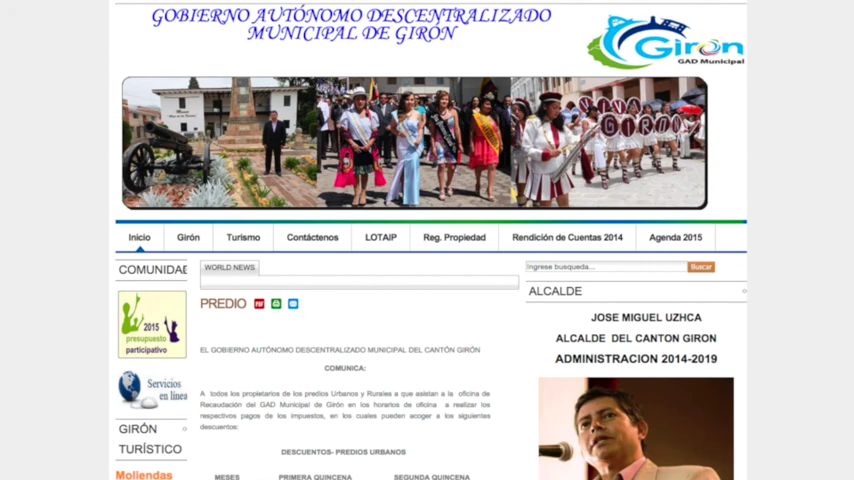 GOBIERNO AUTÓNOMO DESCENTRALIZADO
MUNICIPAL DE GIRÓN
Girón
GAD Municipal
VIVA
GIRON
Inicio
Girón
Turismo
Contáctenos
LOTAIP
Reg. Propiedad
Rendición de Cuentas 2014
Agenda 2015
COMUNIDAD
2015
presupuesto
participativo
Servicios
en línea
GIRÓN
TURÍSTICO
Moliendas
WORLD NEWS
PREDIO
EL GOBIERNO AUTÓNOMO DESCENTRALIZADO MUNICIPAL DEL CANTÓN GIRÓN
COMUNICA:
A todos los propietarios de los predios Urbanos y Rurales a que asistan a la oficina de
Recaudación del GAD Municipal de Girón en los horarios de oficina a realizar los
respectivos pagos de los impuestos, en los cuales pueden acoger a los siguientes
descuentos:
DESCUENTOS- PREDIOS URBANOS
MESES PRIMERA QUINCENA SEGUNDA QUINCENA
Ingrese busqueda...
Buscar
ALCALDE
JOSE MIGUEL UZHCA
ALCALDE DEL CANTON GIRON
ADMINISTRACION 2014-2019